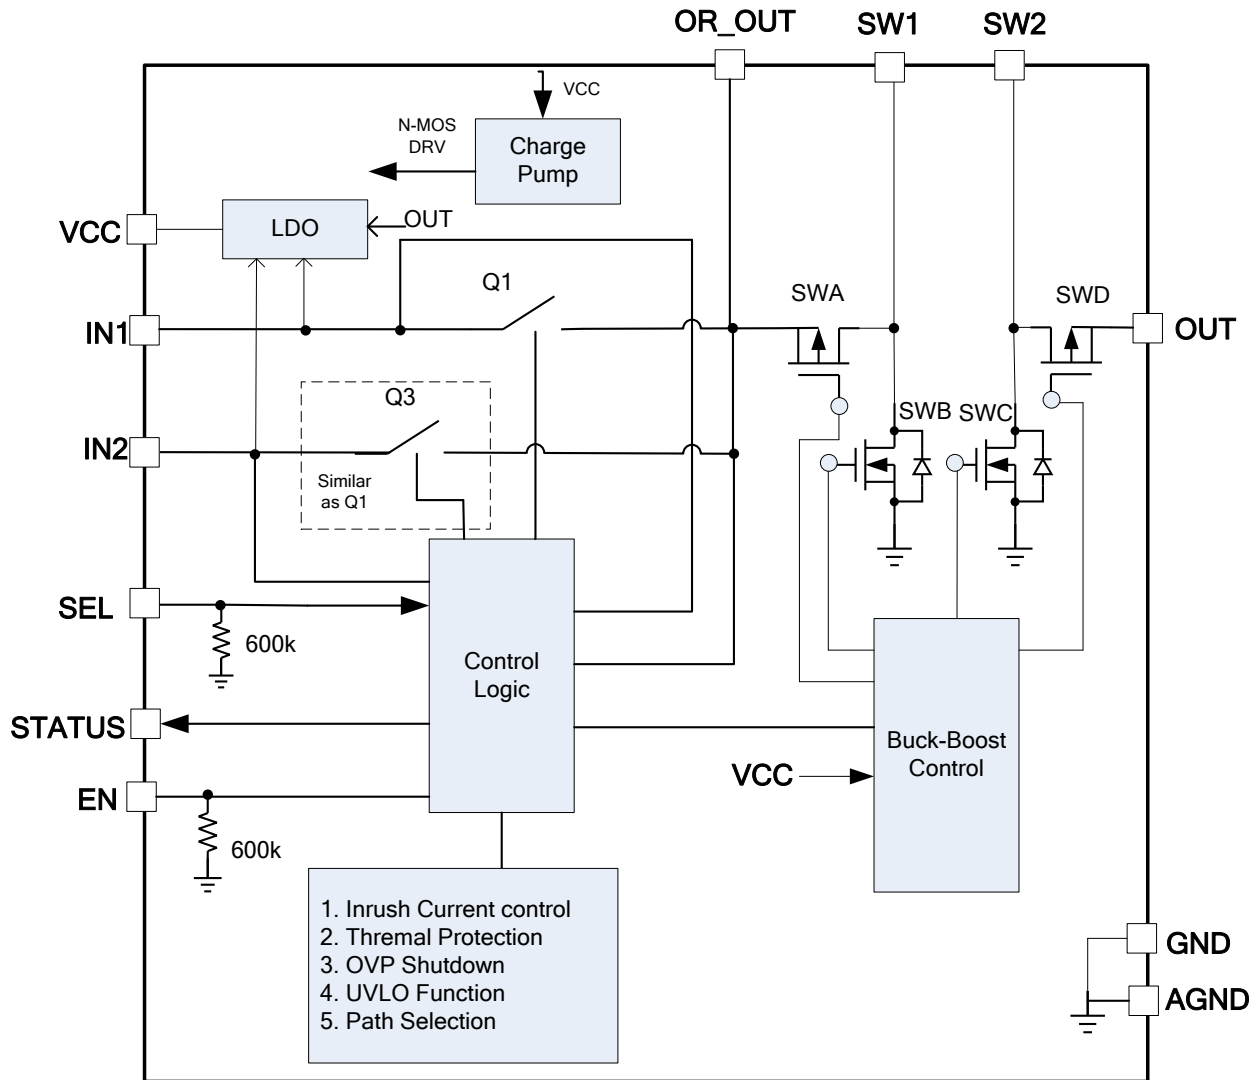 OR_OUT
SW1
SW2
VCC
N-MOS
DRV
Charge
Pump
VCC
LDO
OUT
Q1
SWA
SWD
IN1
OUT
Q3
SWB
SWC
IN2
Similar
as Q1
SEL
600k
Control
Logic
STATUS
Buck-Boost
Control
VCC
EN
600k
1. Inrush Current control
2. Thremal Protection
3. OVP Shutdown
4. UVLO Function
5. Path Selection
GND
AGND